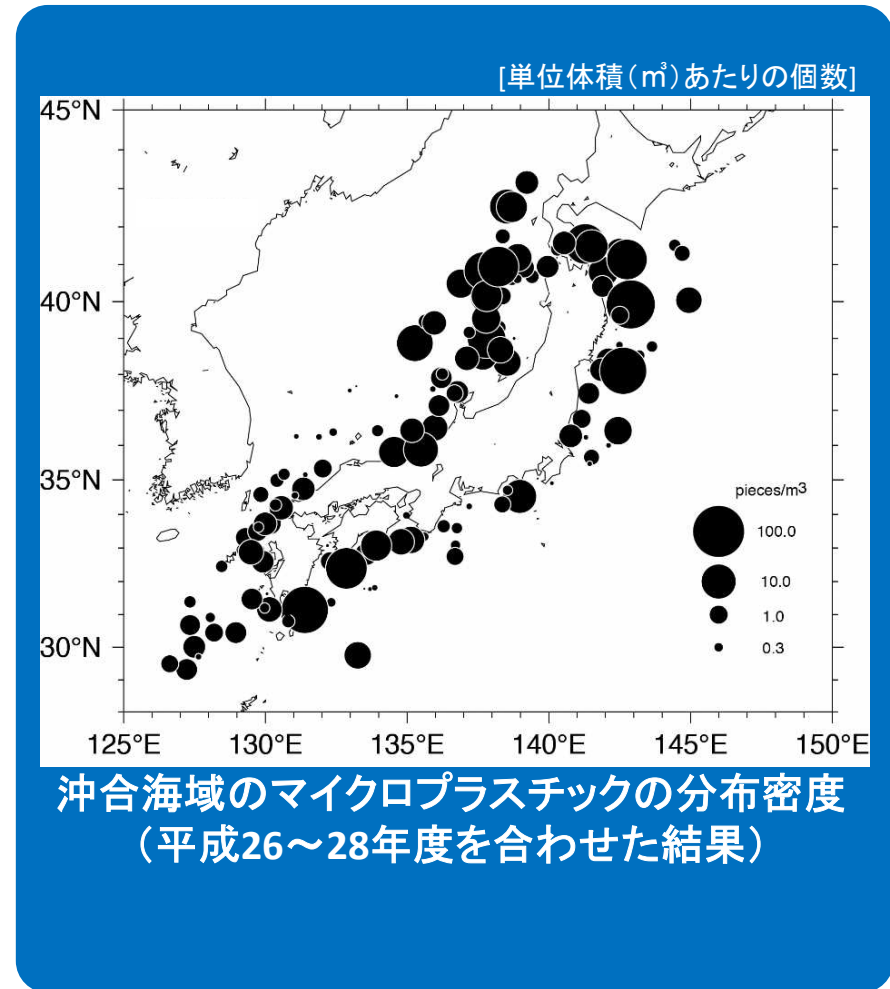 [単位体積（㎥）あたりの個数]
45°N
40°N
35°N
30°N
pieces/m3
100.0
10.0
1.0
0.3
125°E 130°E 135°E 140°E 145°E 150°E
沖合海域のマイクロプラスチックの分布密度
（平成26～28年度を合わせた結果）